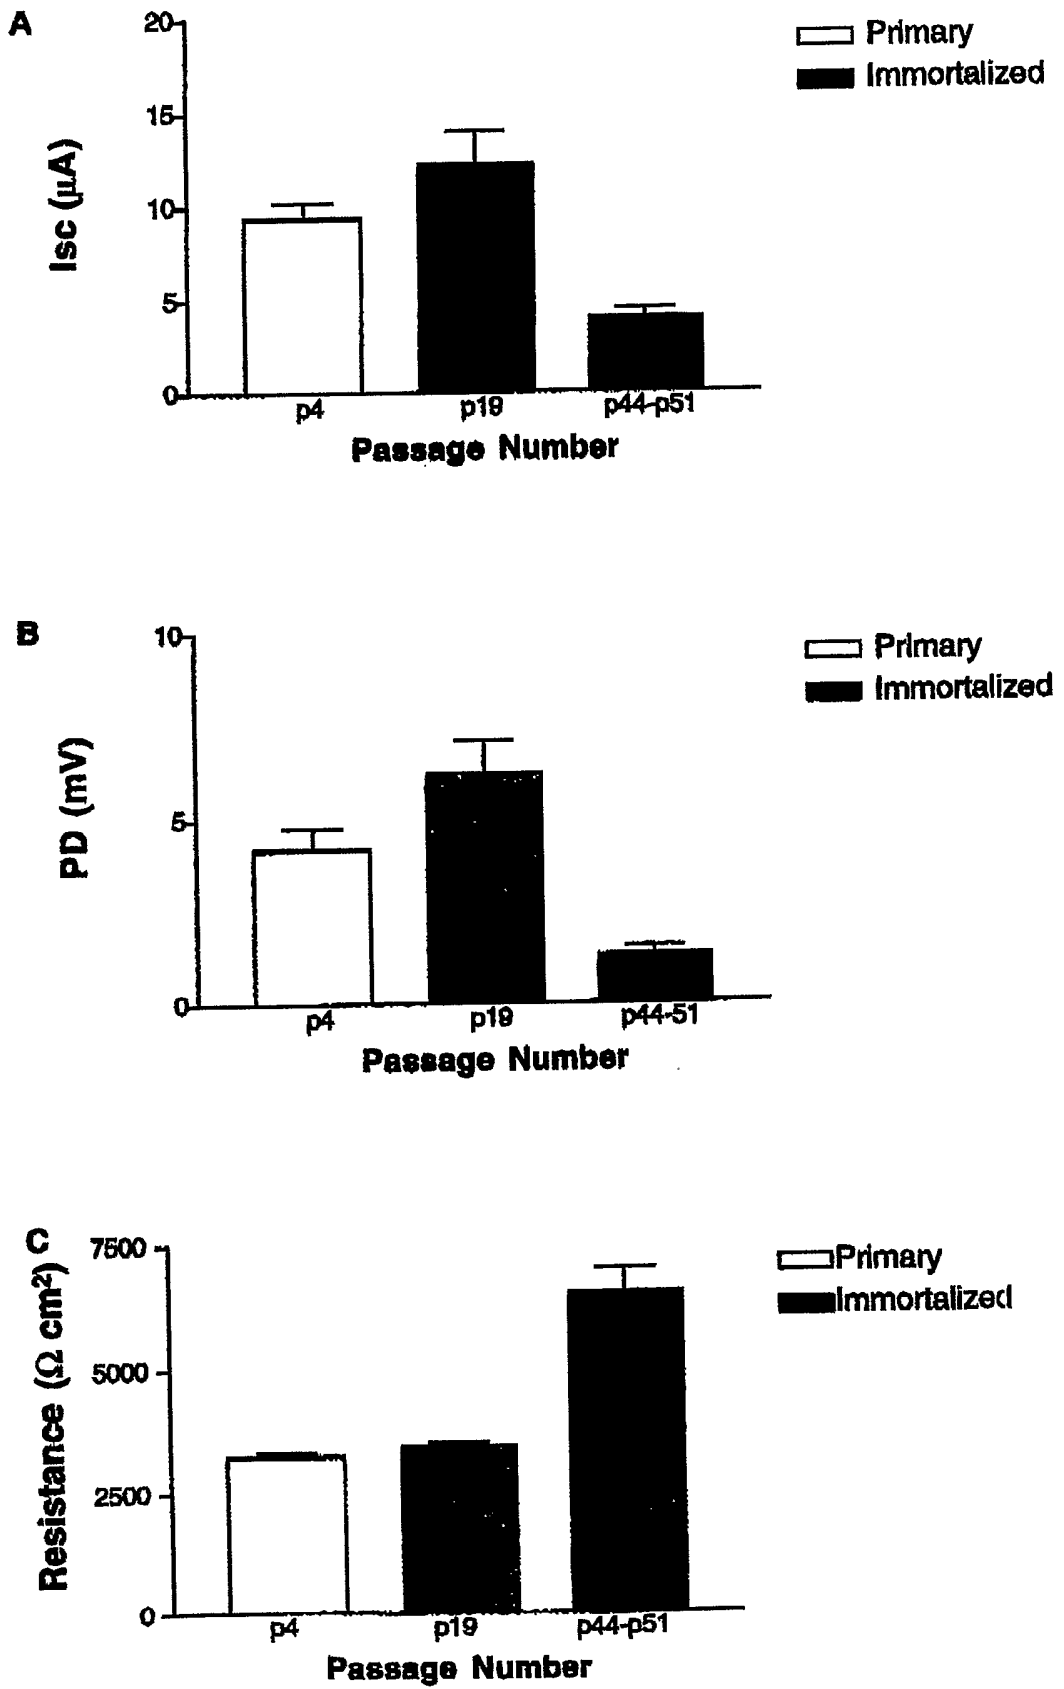 A
20
15
10
5
0
Isc (µA)
Primary
Immortalized
p4 p19 p44-p51
Passage Number
B
10
5
0
PD (mV)
Primary
Immortalized
p4 p19 p44-51
Passage Number
C
7500
5000
2500
0
Resistance (Ω cm²)
Primary
Immortalized
p4 p19 p44-p51
Passage Number